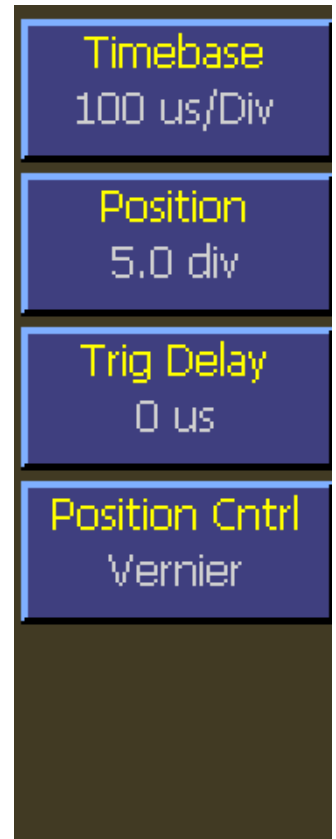 Timebase
100 us/Div
Position
5.0 div
Trig Delay
0 us
Position Cntrl
Vernier